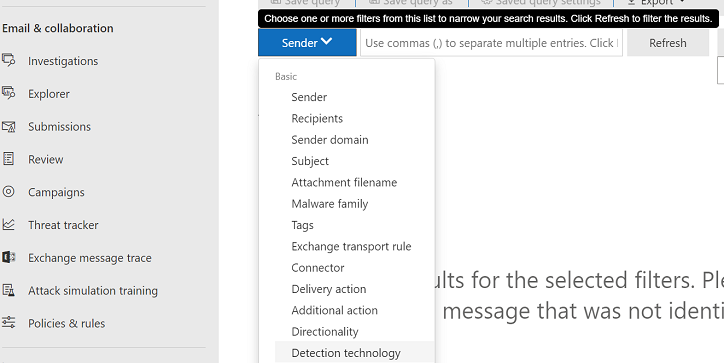 Save query
Save query as
Saved query settings
Export
Email & collaboration
Choose one or more filters from this list to narrow your search results. Click Refresh to filter the results.
Sender
Use commas (,) to separate multiple entries. Click
Refresh
Investigations
Explorer
Submissions
Review
Campaigns
Threat tracker
Exchange message trace
Attack simulation training
Policies & rules
Basic
Sender
Recipients
Sender domain
Subject
Attachment filename
Malware family
Tags
Exchange transport rule
Connector
Delivery action
Additional action
Directionality
Detection technology
ults for the selected filters. Ple
message that was not identi